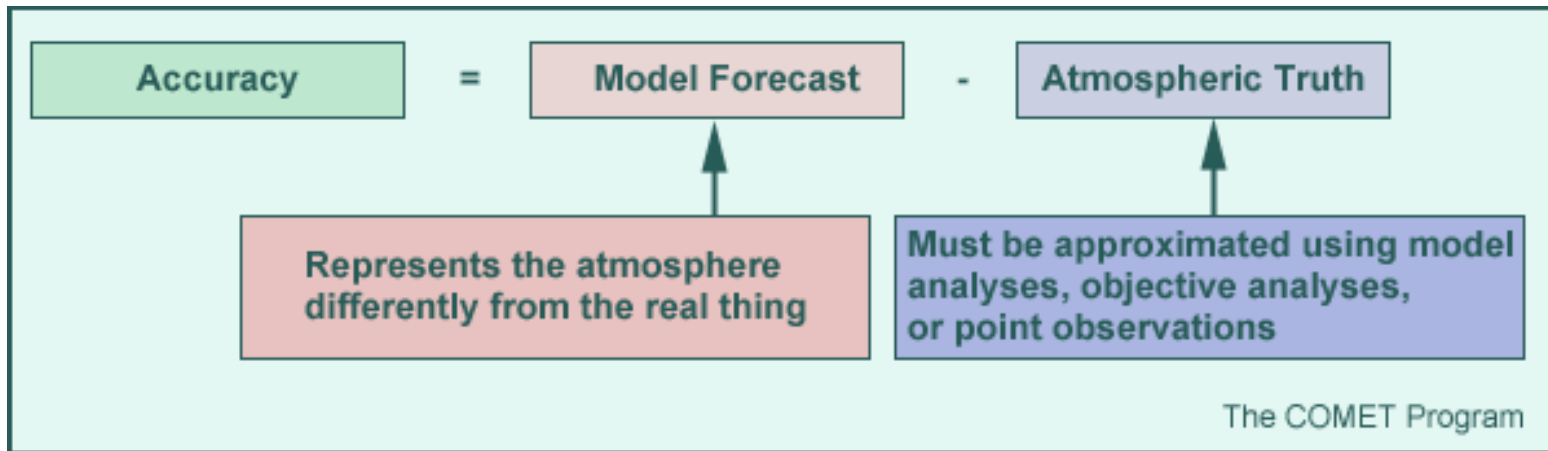 Accuracy = Model Forecast - Atmospheric Truth
Represents the atmosphere
differently from the real thing
Must be approximated using model
analyses, objective analyses,
or point observations
The COMET Program